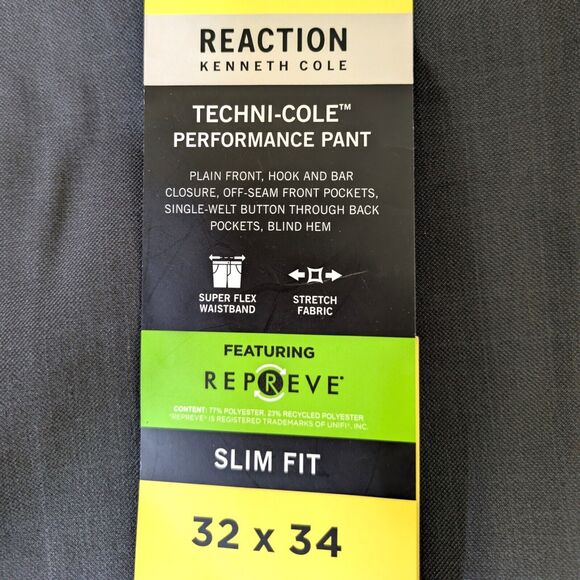 REACTION
KENNETH COLE
TECHNI-COLE™
PERFORMANCE PANT
PLAIN FRONT, HOOK AND BAR
CLOSURE, OFF-SEAM FRONT POCKETS,
SINGLE-WELT BUTTON THROUGH BACK
POCKETS, BLIND HEM
SUPER FLEX
WAISTBAND
STRETCH
FABRIC
FEATURING
REPREVE®
CONTENT: 77% POLYESTER, 23% RECYCLED POLYESTER
"REPREVE" IS REGISTERED TRADEMARKS OF UNIFI®, INC.
SLIM FIT
32 x 34